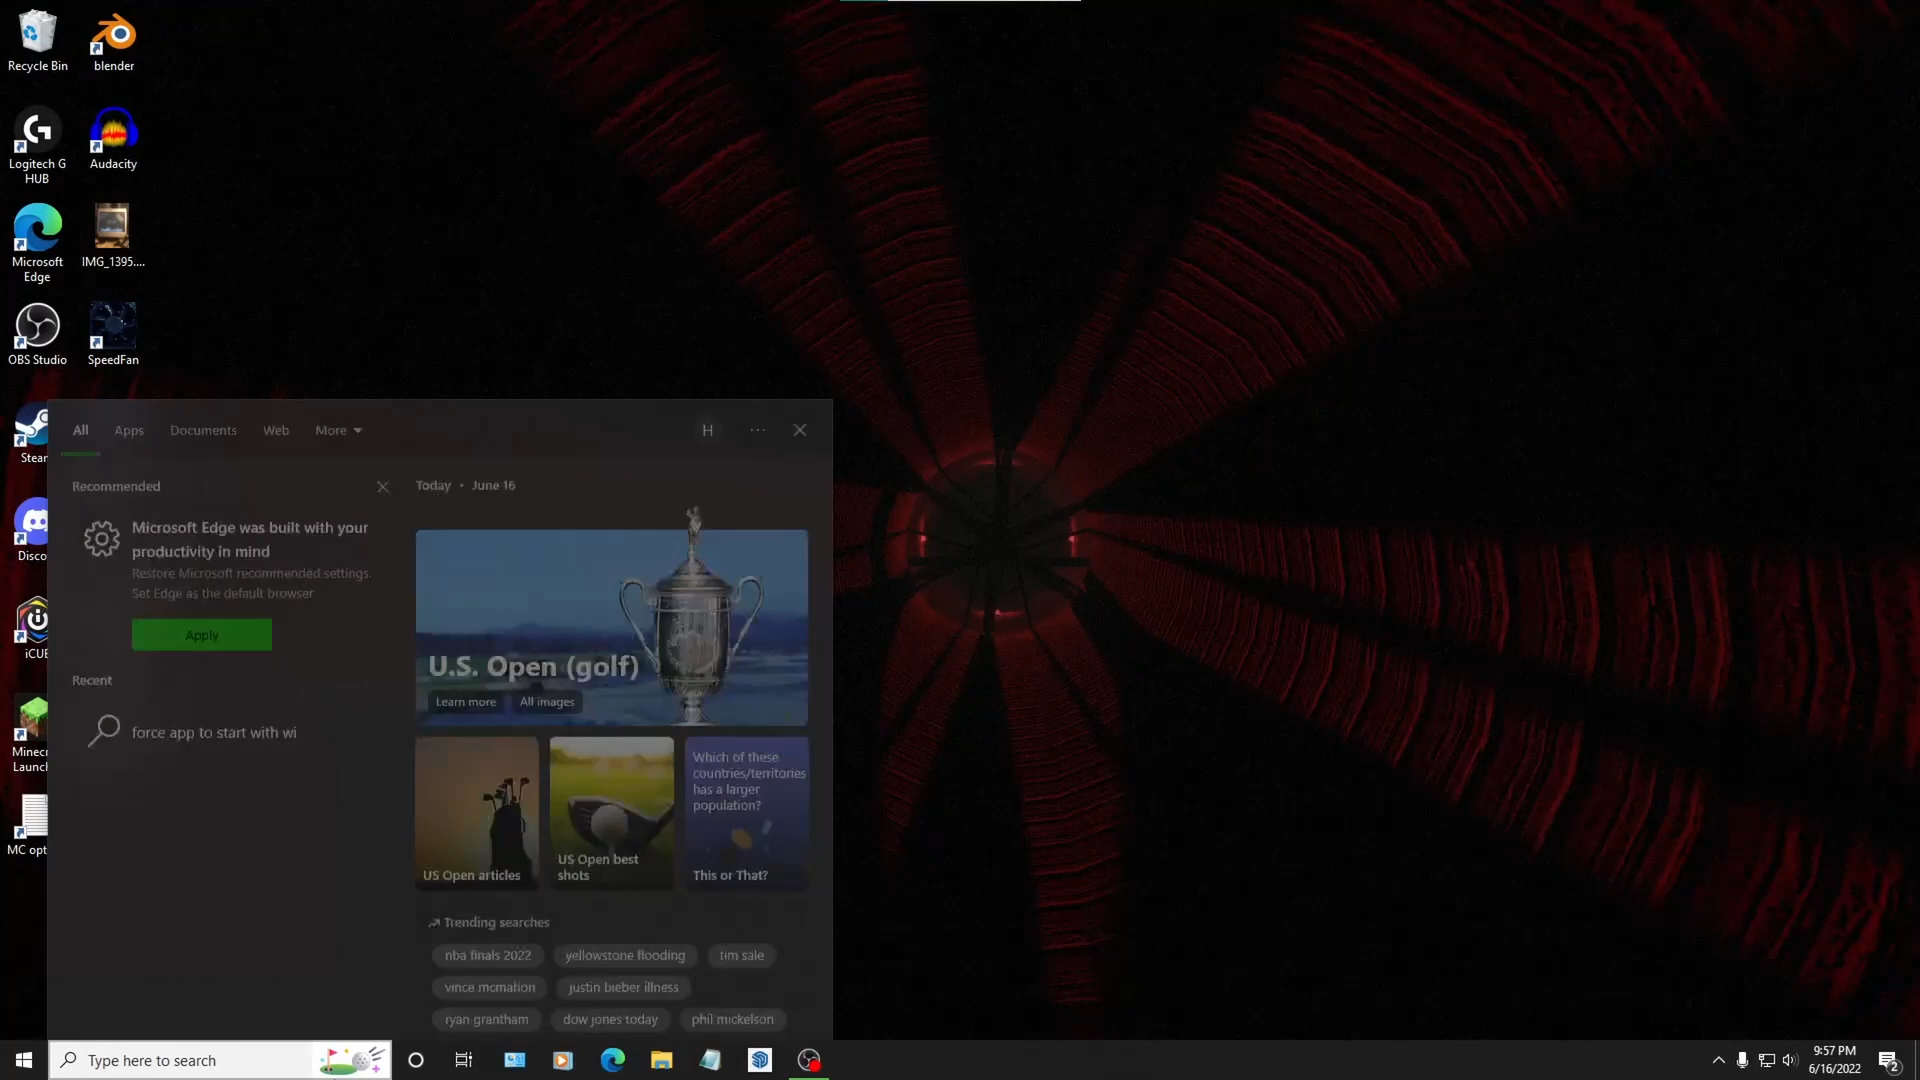 Recycle Bin
blender
Logitech G
HUB
Audacity
Microsoft
Edge
IMG_1395....
OBS Studio
SpeedFan
Stear
Disco
iCUE
Minec
Launch
MC opt
All
Apps
Documents
Web
More
H
Recommended
Microsoft Edge was built with your
productivity in mind
Restore Microsoft recommended settings.
Set Edge as the default browser
Apply
Recent
force app to start with wi
Today • June 16
U.S. Open (golf)
Learn more
All images
US Open articles
US Open best
shots
Which of these
countries/territories
has a larger
population?
This or That?
Trending searches
nba finals 2022
yellowstone flooding
tim sale
vince mcmahon
justin bieber illness
ryan grantham
dow jones today
phil mickelson
Type here to search
9:57 PM
6/16/2022
2